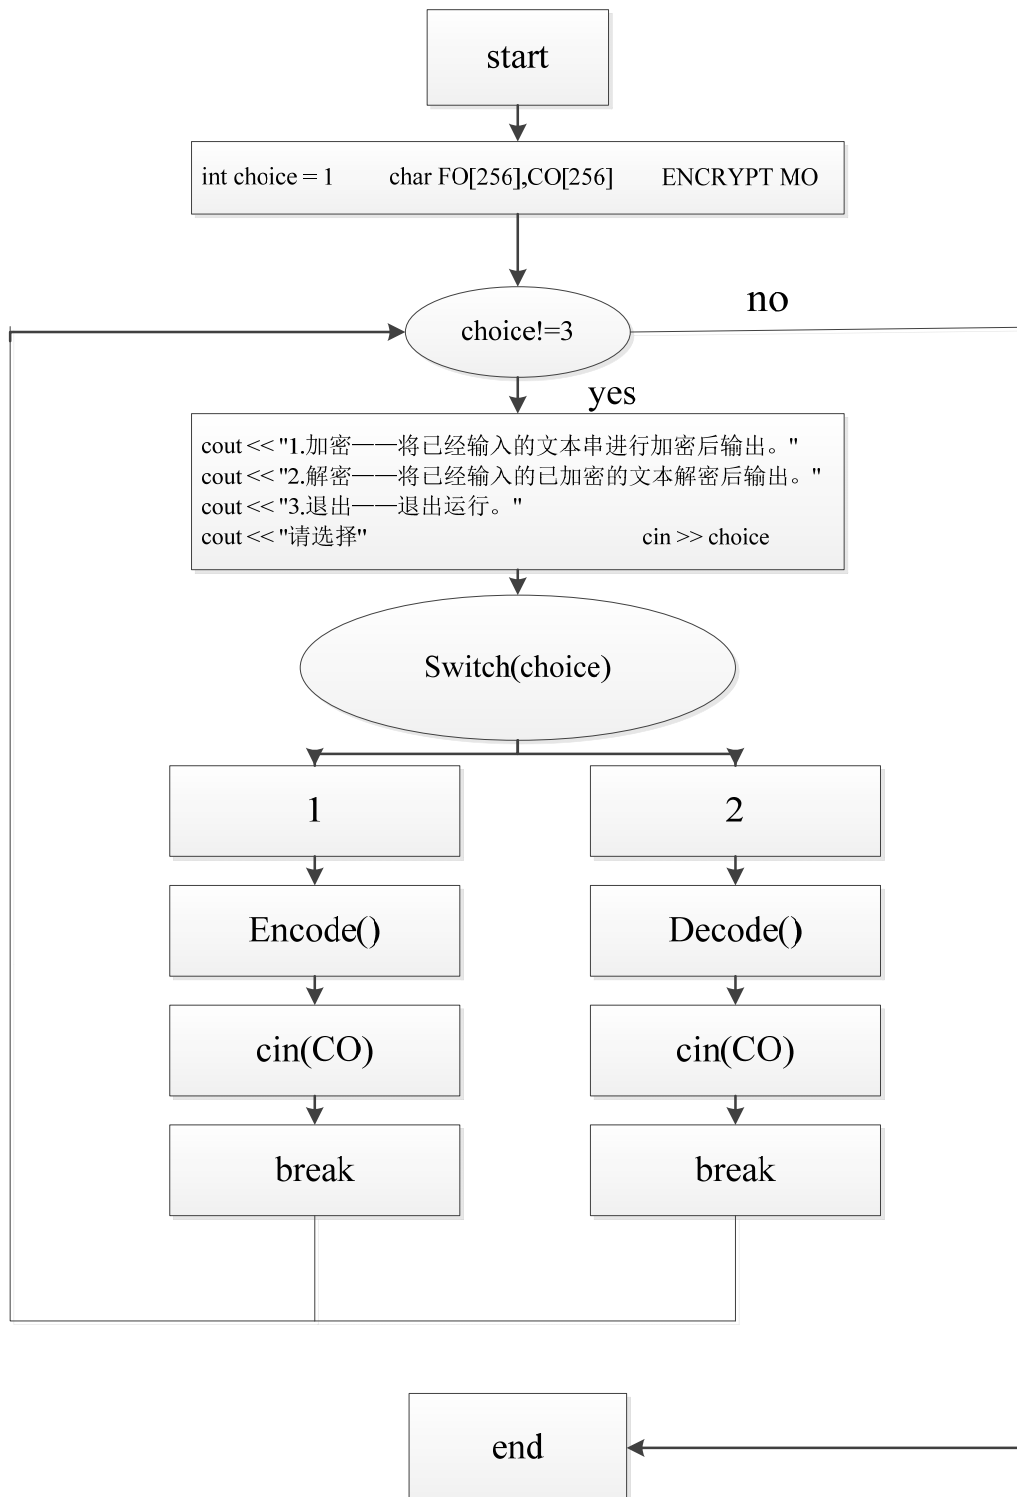 start
int choice = 1 char FO[256],CO[256] ENCRYPT MO
choice!=3
no
yes
cout << "1.加密——将已经输入的文本串进行加密后输出。"
cout << "2.解密——将已经输入的已加密的文本解密后输出。"
cout << "3.退出——退出运行。"
cout << "请选择" cin >> choice
Switch(choice)
1 2
Encode() Decode()
cin(CO) cin(CO)
break break
end